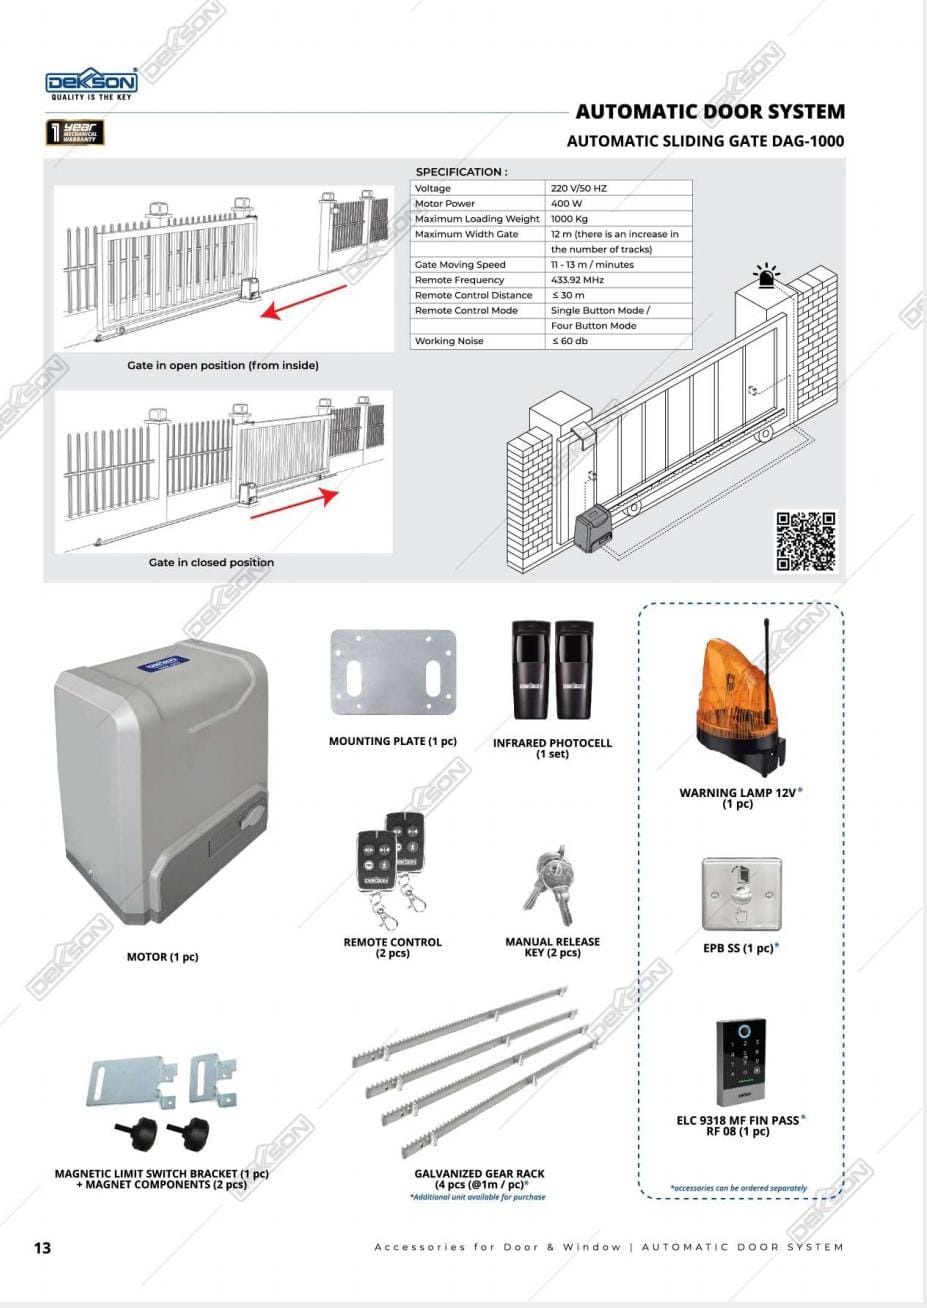 DEKSON®
QUALITY IS THE KEY
1 year
MECHANICAL
WARRANTY
AUTOMATIC DOOR SYSTEM
AUTOMATIC SLIDING GATE DAG-1000
Gate in open position (from inside)
Gate in closed position
SPECIFICATION :
Voltage 220 V/50 HZ
Motor Power 400 W
Maximum Loading Weight 1000 Kg
Maximum Width Gate 12 m (there is an increase in
the number of tracks)
Gate Moving Speed 11 - 13 m / minutes
Remote Frequency 433.92 MHz
Remote Control Distance ≤ 30 m
Remote Control Mode Single Button Mode /
Four Button Mode
Working Noise ≤ 60 db
MOTOR (1 pc)
MOUNTING PLATE (1 pc)
DEKSON
DEKSON
INFRARED PHOTOCELL
(1 set)
WARNING LAMP 12V*
(1 pc)
DEKSON
REMOTE CONTROL
(2 pcs)
MANUAL RELEASE
KEY (2 pcs)
EPB SS (1 pc)*
MAGNETIC LIMIT SWITCH BRACKET (1 pc)
+ MAGNET COMPONENTS (2 pcs)
GALVANIZED GEAR RACK
(4 pcs (@1m / pc)*
*Additional unit available for purchase
ELC 9318 MF FIN PASS*
RF 08 (1 pc)
*accessories can be ordered separately
13
Accessories for Door & Window | AUTOMATIC DOOR SYSTEM